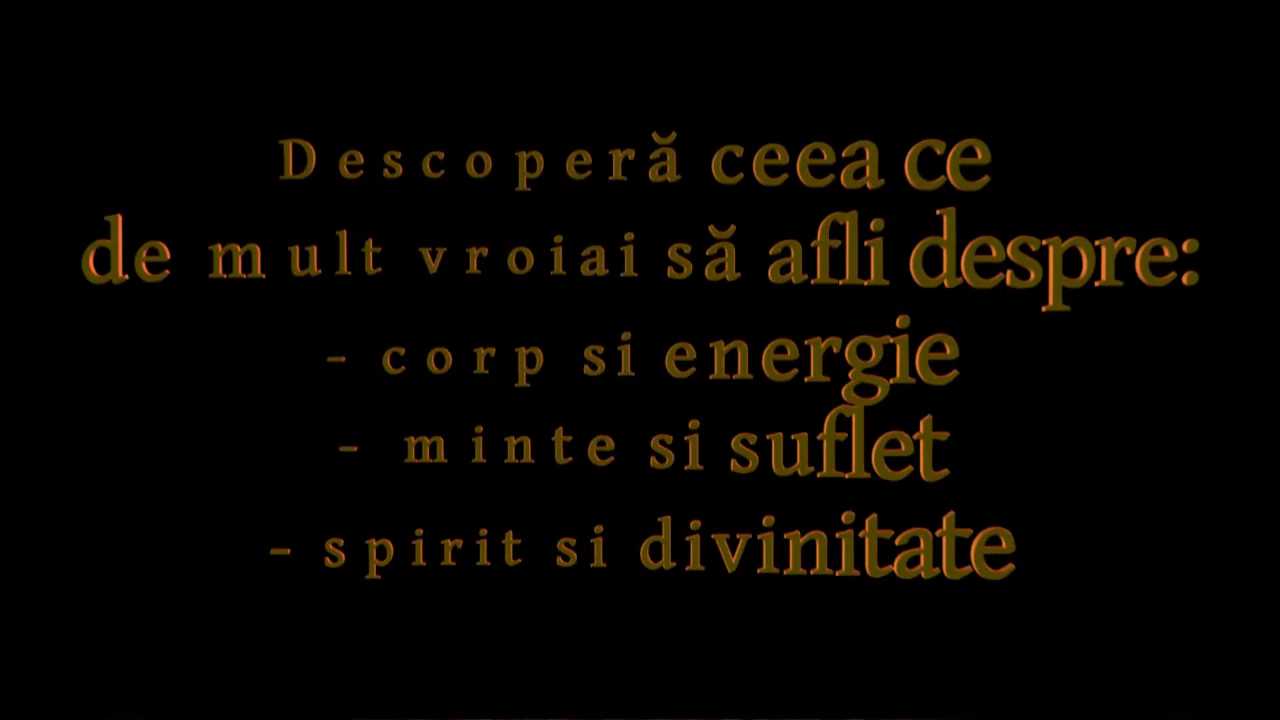 Descoperă ceea ce
de mult vroiai să afli despre:
- corp si energie
- minte si suflet
- spirit si divinitate